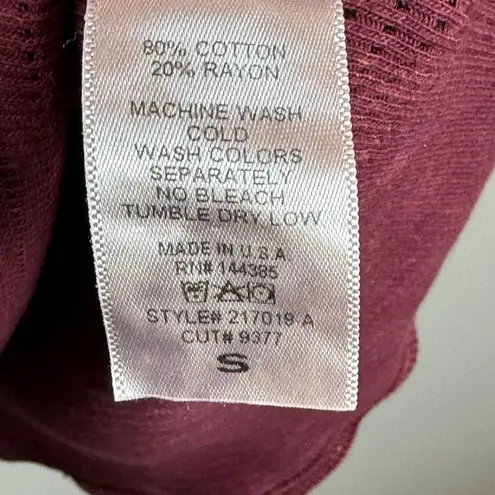 80% COTTON
20% RAYON
MACHINE WASH
COLD
WASH COLORS
SEPARATELY
NO BLEACH
TUMBLE DRY LOW
MADE IN U.S.A
RN# 144385
STYLE# 217019 A
CUT# 9377
S